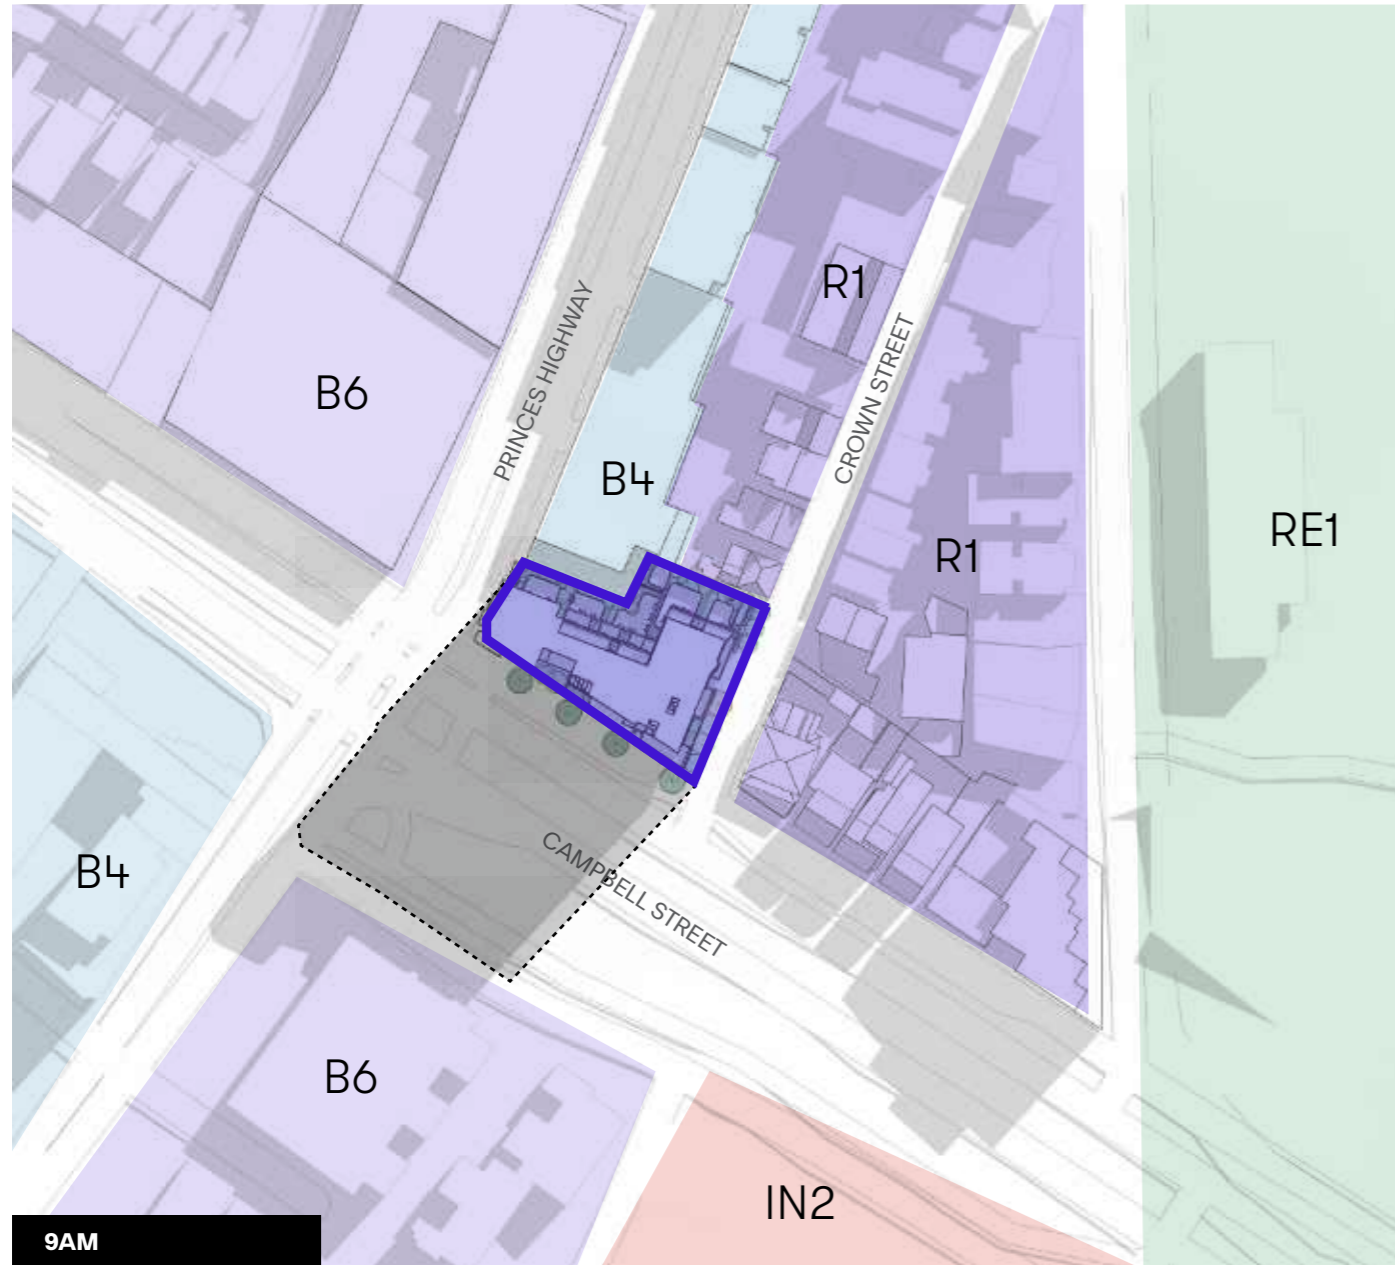 R1
PRINCES HIGHWAY
B6
CROWN STREET
B4
RE1
R1
B4
CAMPBELL STREET
B6
IN2
9AM